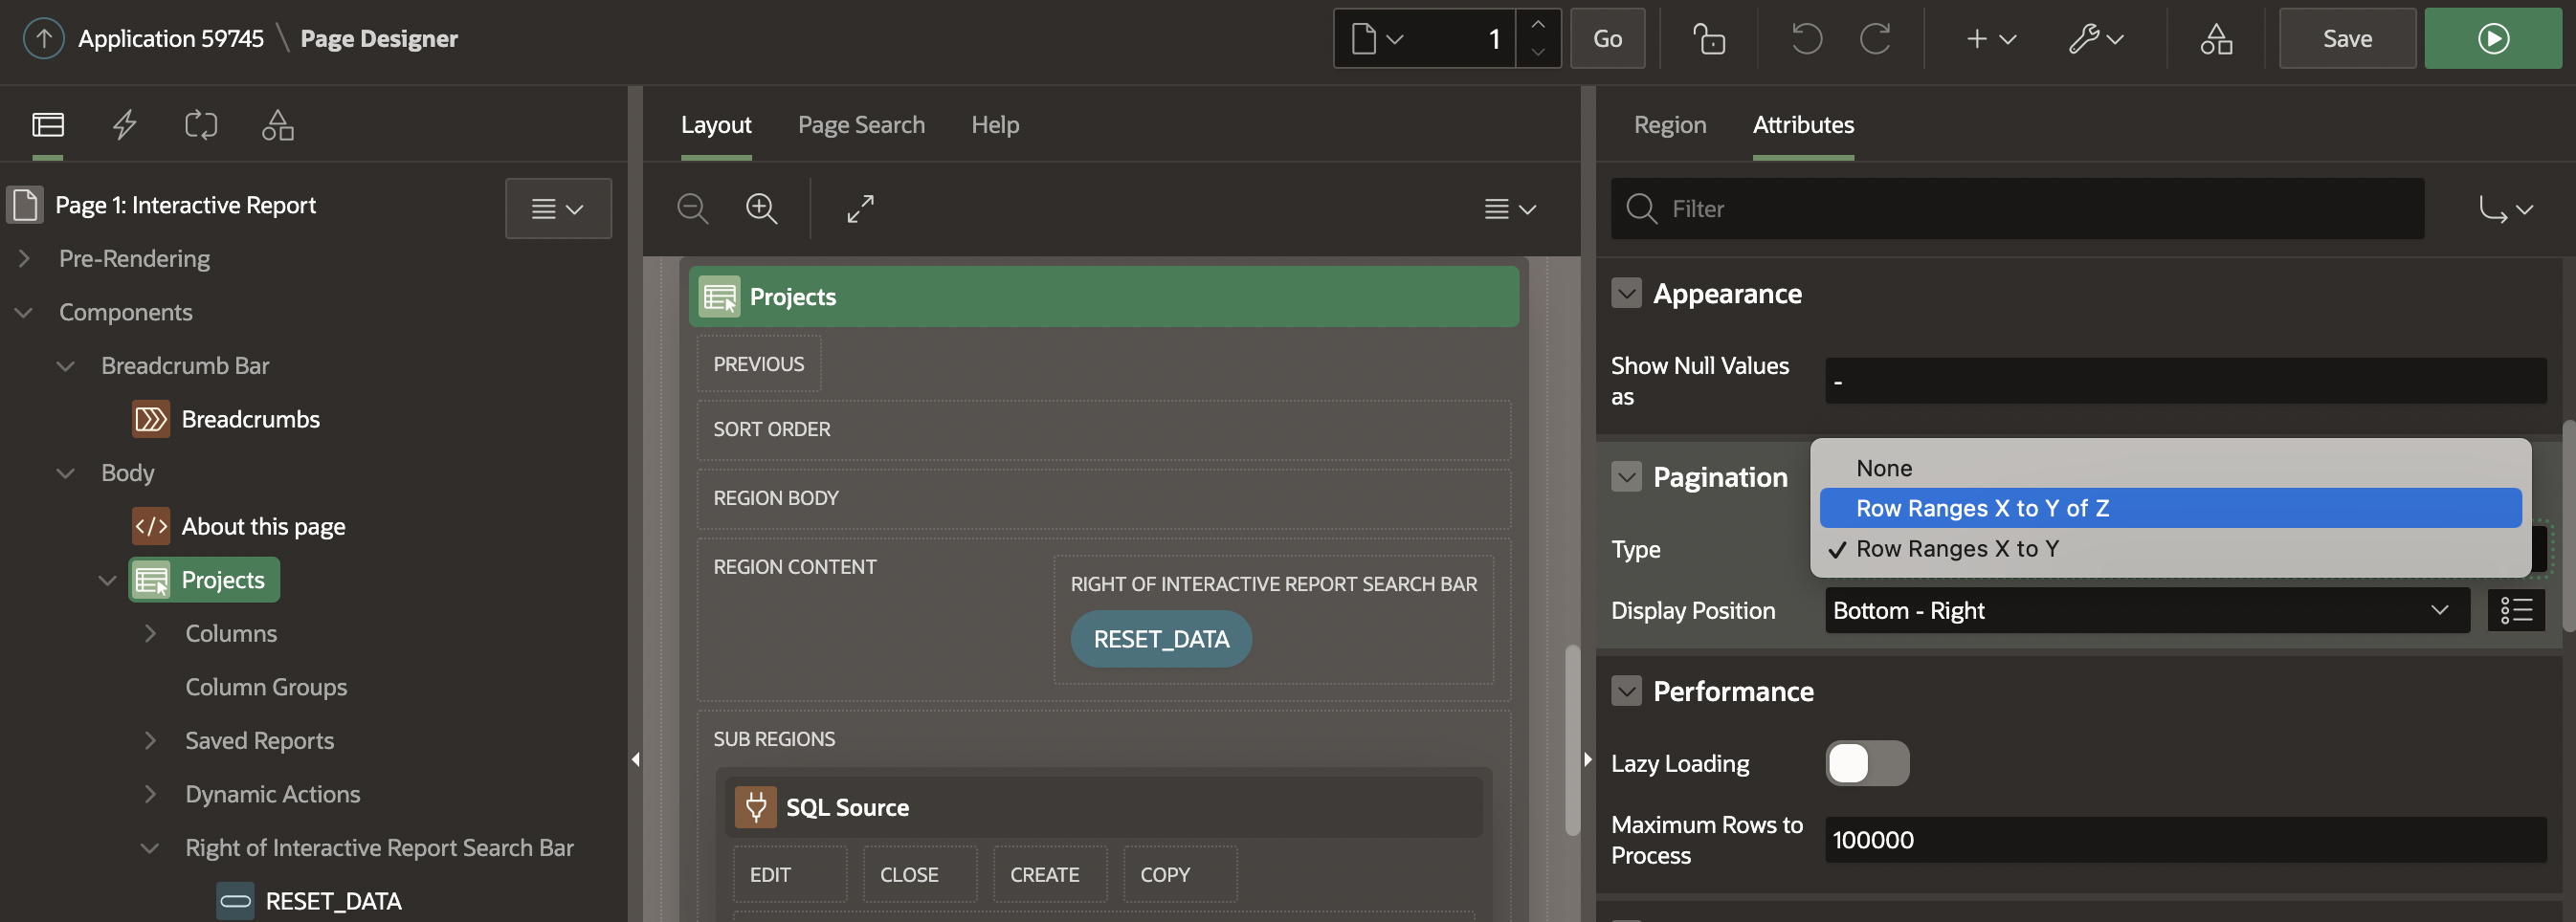 Application 59745 \ Page Designer
1
Go
Save
Page 1: Interactive Report
Pre-Rendering
Components
Breadcrumb Bar
Breadcrumbs
Body
</> About this page
Projects
Columns
Column Groups
Saved Reports
Dynamic Actions
Right of Interactive Report Search Bar
RESET_DATA
Layout Page Search Help
Projects
PREVIOUS
SORT ORDER
REGION BODY
REGION CONTENT
RIGHT OF INTERACTIVE REPORT SEARCH BAR
RESET_DATA
SUB REGIONS
SQL Source
EDIT CLOSE CREATE COPY
Region Attributes
Filter
Appearance
Show Null Values
as
-
Pagination
None
Row Ranges X to Y of Z
Type
✓ Row Ranges X to Y
Display Position Bottom - Right
Performance
Lazy Loading
Maximum Rows to
Process
100000